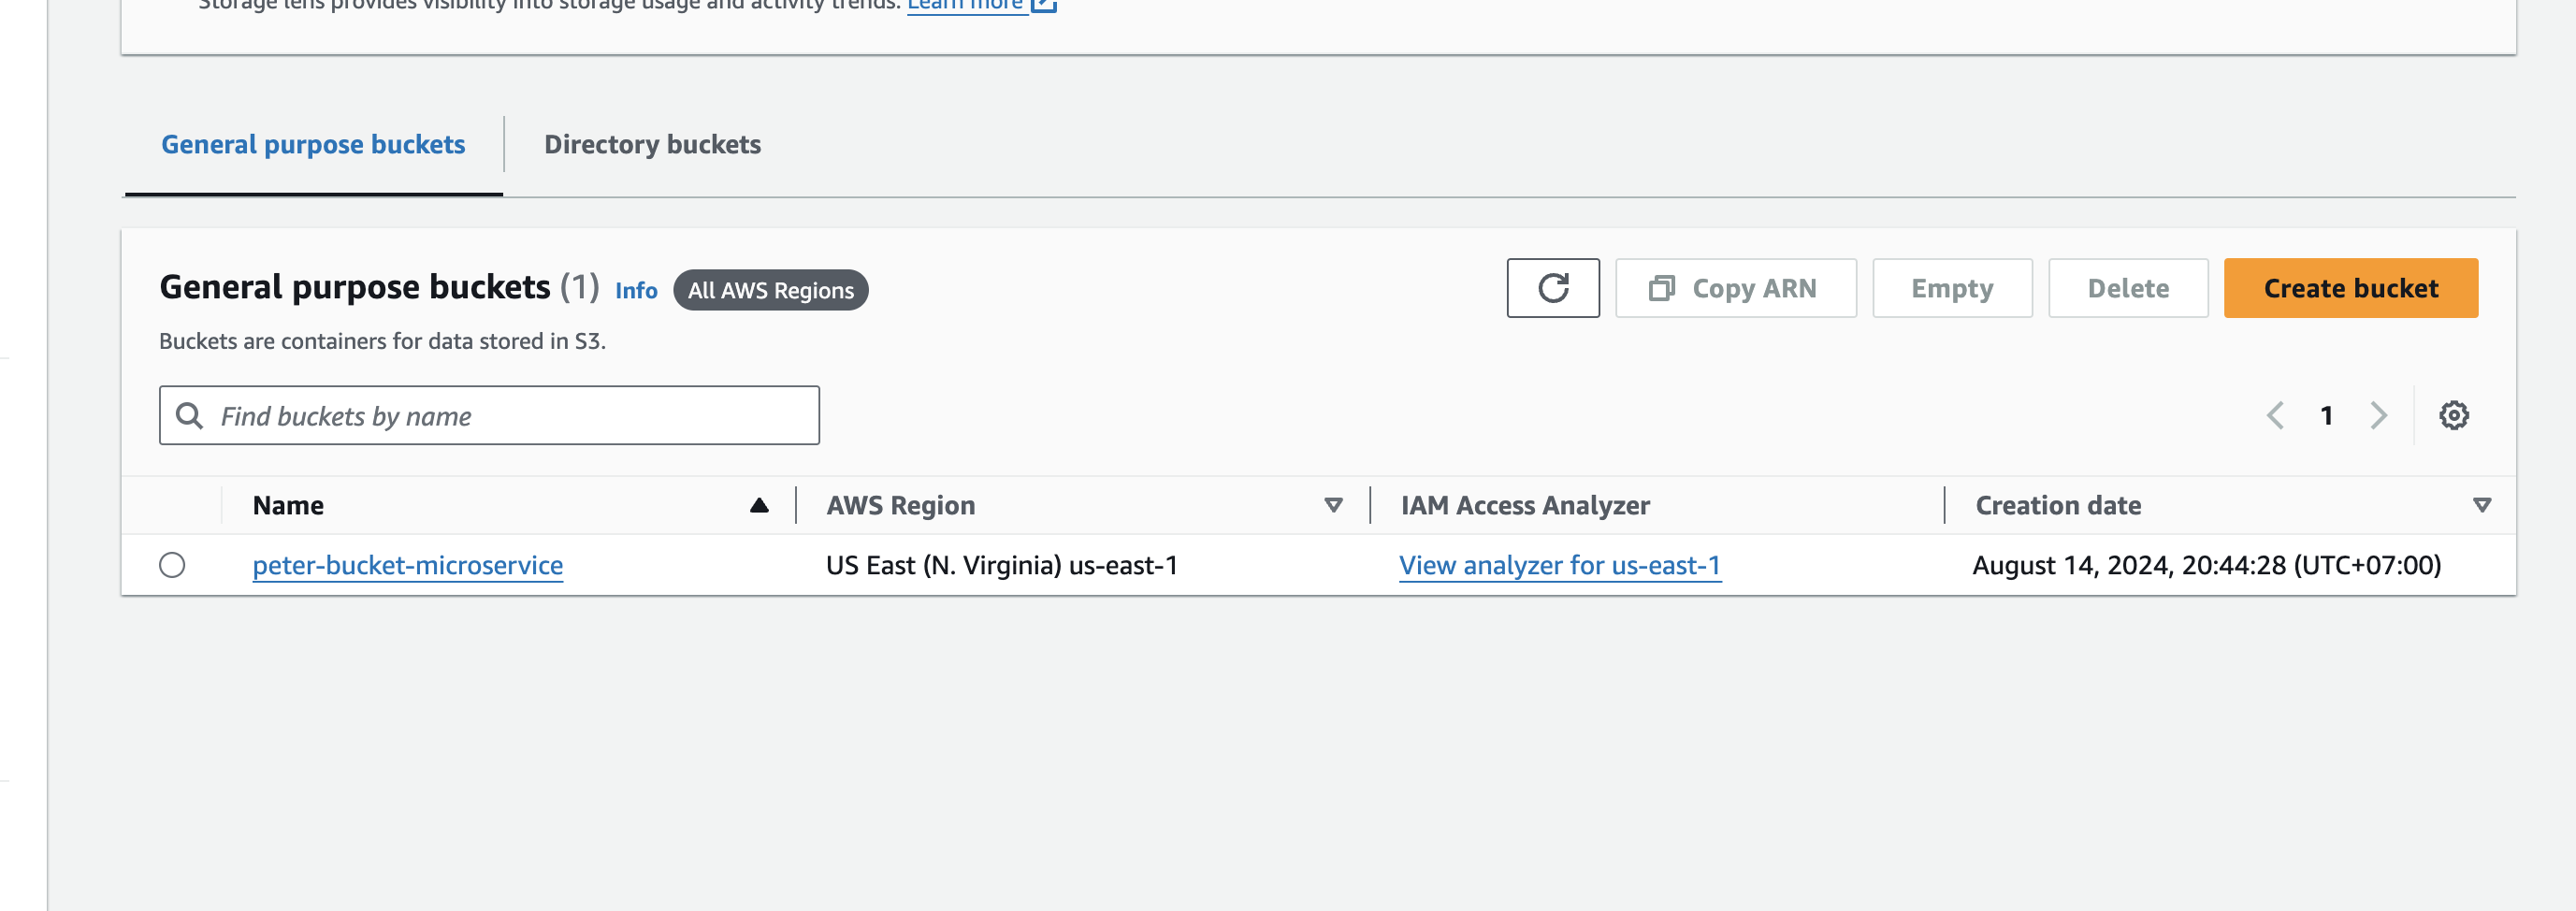 Storage lens provides visibility into storage usage and activity trends. Learn more
General purpose buckets
Directory buckets
General purpose buckets (1) Info All AWS Regions
Copy ARN
Empty
Delete
Create bucket
Buckets are containers for data stored in S3.
Find buckets by name
1
Name AWS Region IAM Access Analyzer Creation date
peter-bucket-microservice US East (N. Virginia) us-east-1 View analyzer for us-east-1 August 14, 2024, 20:44:28 (UTC+07:00)